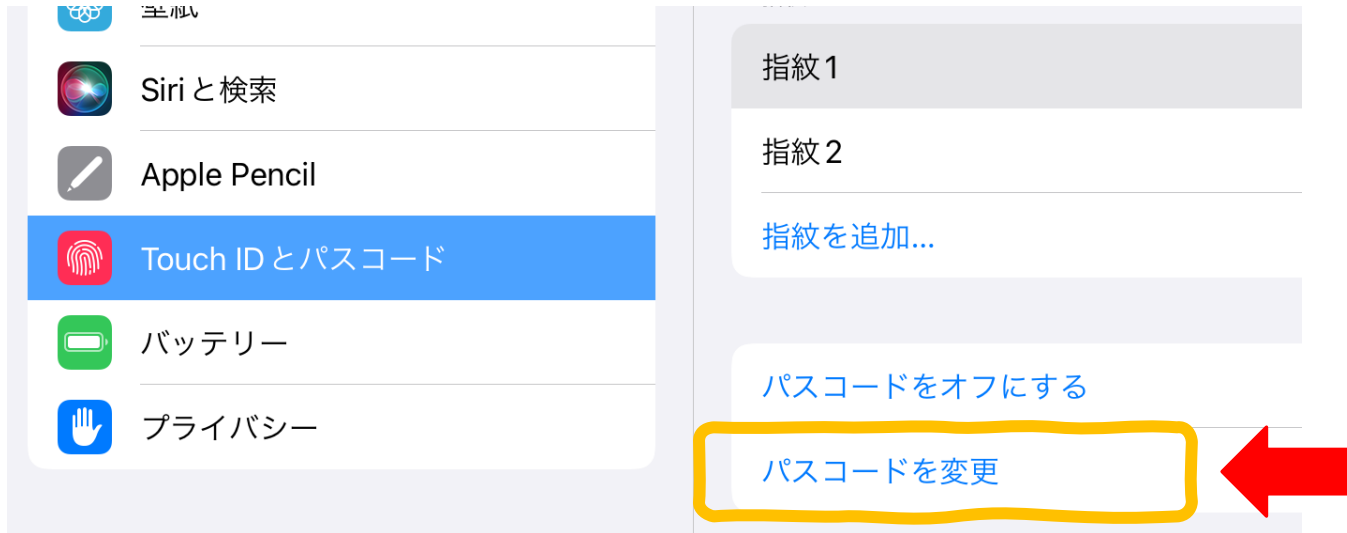 Siriと検索
Apple Pencil
Touch IDとパスコード
バッテリー
プライバシー
指紋1
指紋2
指紋を追加...
パスコードをオフにする
パスコードを変更